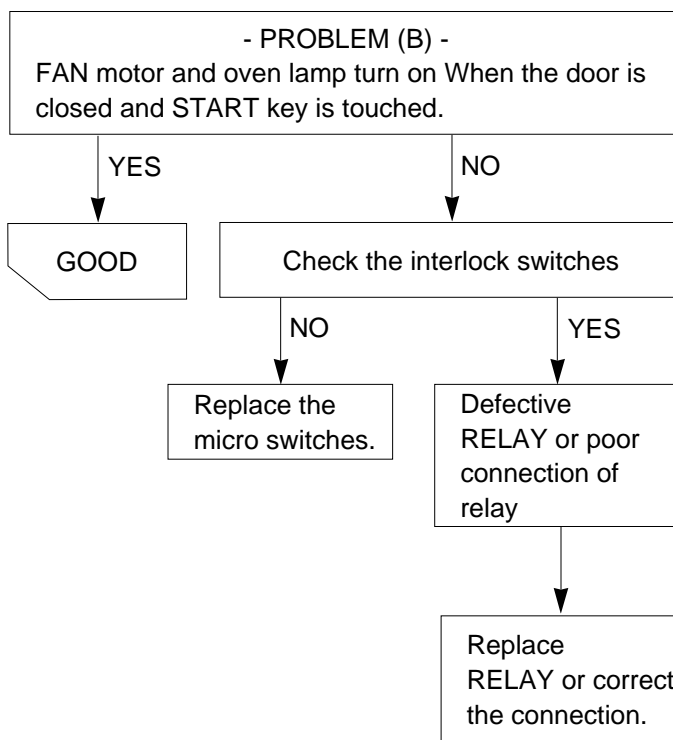 - PROBLEM (B) -
FAN motor and oven lamp turn on When the door is
closed and START key is touched.
YES
NO
GOOD
Check the interlock switches
NO
YES
Replace the
micro switches.
Defective
RELAY or poor
connection of
relay
Replace
RELAY or correct
the connection.